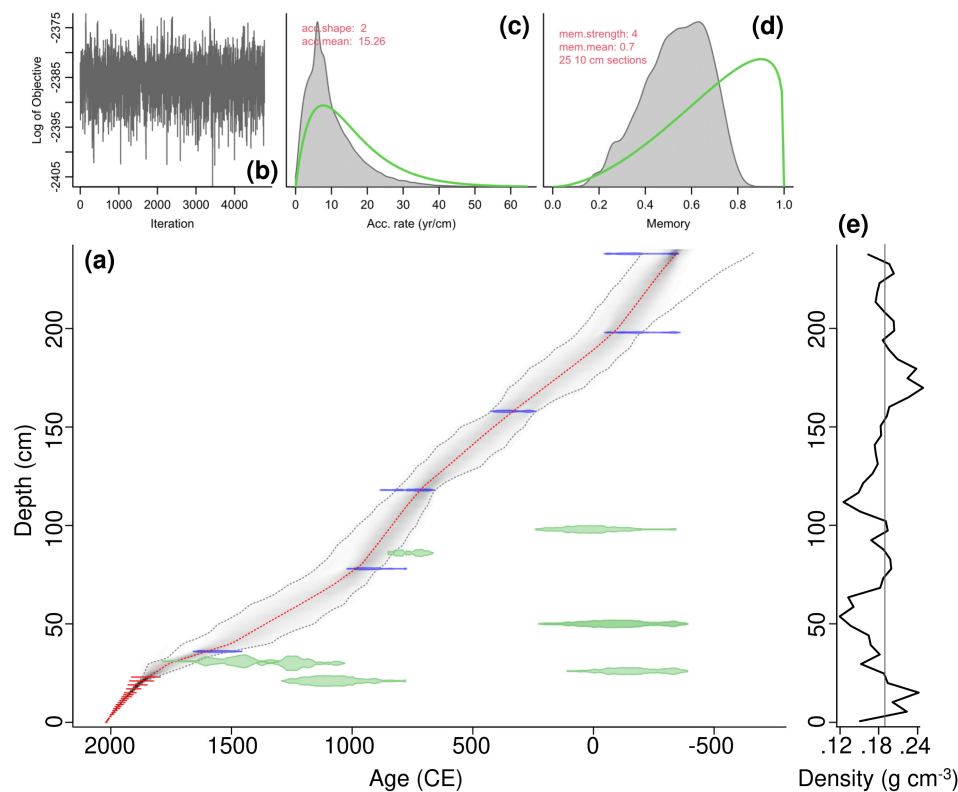 -2375
-2385
-2395
-2405
Log of Objective
0 1000 2000 3000 4000
Iteration
(b)
acc.shape: 2
acc.mean: 15.26
(c)
0 10 20 30 40 50 60
Acc. rate (yr/cm)
mem.strength: 4
mem.mean: 0.7
25 10 cm sections
(d)
0.0 0.2 0.4 0.6 0.8 1.0
Memory
(a)
200
150
100
50
0
Depth (cm)
2000 1500 1000 500 0 -500
Age (CE)
(e)
200
150
100
50
0
.12 .18 .24
Density (g cm-3)